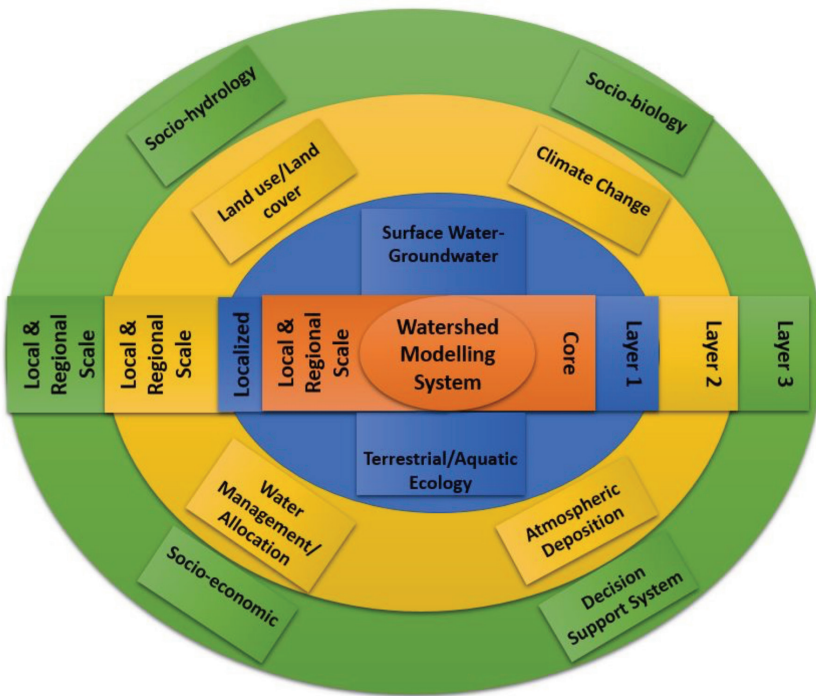 Socio-hydrology
Socio-biology
Land use/Land
cover
Climate Change
Surface Water-
Groundwater
Local &
Regional
Scale
Local &
Regional
Scale
Localized
Local &
Regional
Scale
Watershed
Modelling
System
Core
Layer 1
Layer 2
Layer 3
Terrestrial/Aquatic
Ecology
Water
Management/
Allocation
Atmospheric
Deposition
Socio-economic
Decision
Support System